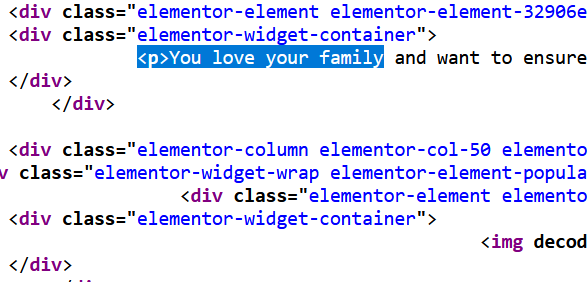 <div class="elementor-element elementor-element-32906e
<div class="elementor-widget-container">
<p>You love your family and want to ensure
</div>
</div>
<div class="elementor-column elementor-col-50 elemento
v class="elementor-widget-wrap elementor-element-popula
<div class="elementor-element elemento
<div class="elementor-widget-container">
<img decod
</div>